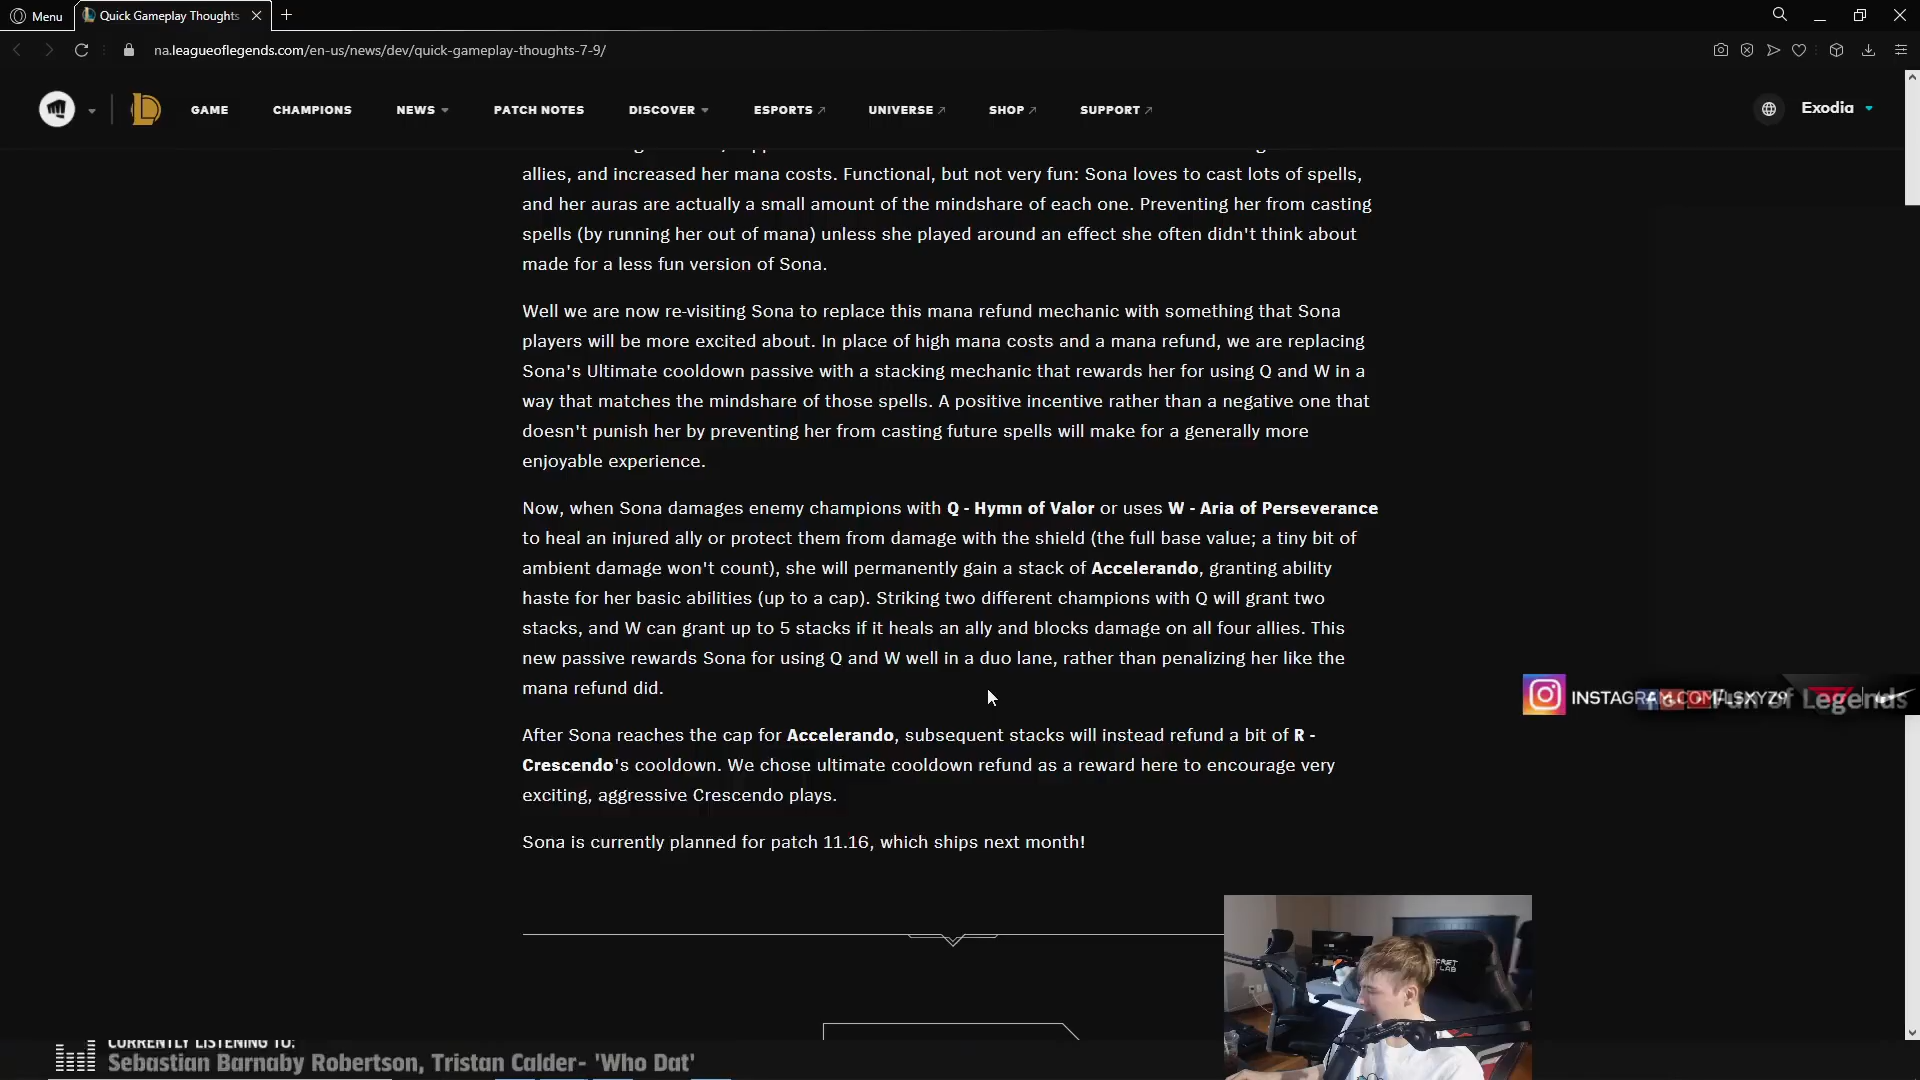 Menu
Quick Gameplay Thoughts
na.leagueoflegends.com/en-us/news/dev/quick-gameplay-thoughts-7-9/
GAME
CHAMPIONS
NEWS
PATCH NOTES
DISCOVER
ESPORTS
UNIVERSE
SHOP
SUPPORT
Exodia
allies, and increased her mana costs. Functional, but not very fun: Sona loves to cast lots of spells,
and her auras are actually a small amount of the mindshare of each one. Preventing her from casting
spells (by running her out of mana) unless she played around an effect she often didn't think about
made for a less fun version of Sona.
Well we are now re-visiting Sona to replace this mana refund mechanic with something that Sona
players will be more excited about. In place of high mana costs and a mana refund, we are replacing
Sona's Ultimate cooldown passive with a stacking mechanic that rewards her for using Q and W in a
way that matches the mindshare of those spells. A positive incentive rather than a negative one that
doesn't punish her by preventing her from casting future spells will make for a generally more
enjoyable experience.
Now, when Sona damages enemy champions with Q - Hymn of Valor or uses W - Aria of Perseverance
to heal an injured ally or protect them from damage with the shield (the full base value; a tiny bit of
ambient damage won't count), she will permanently gain a stack of Accelerando, granting ability
haste for her basic abilities (up to a cap). Striking two different champions with Q will grant two
stacks, and W can grant up to 5 stacks if it heals an ally and blocks damage on all four allies. This
new passive rewards Sona for using Q and W well in a duo lane, rather than penalizing her like the
mana refund did.
After Sona reaches the cap for Accelerando, subsequent stacks will instead refund a bit of R -
Crescendo's cooldown. We chose ultimate cooldown refund as a reward here to encourage very
exciting, aggressive Crescendo plays.
Sona is currently planned for patch 11.16, which ships next month!
of Legends
CURRENTLY LISTENING TO:
Sebastian Barnaby Robertson, Tristan Calder- 'Who Dat'